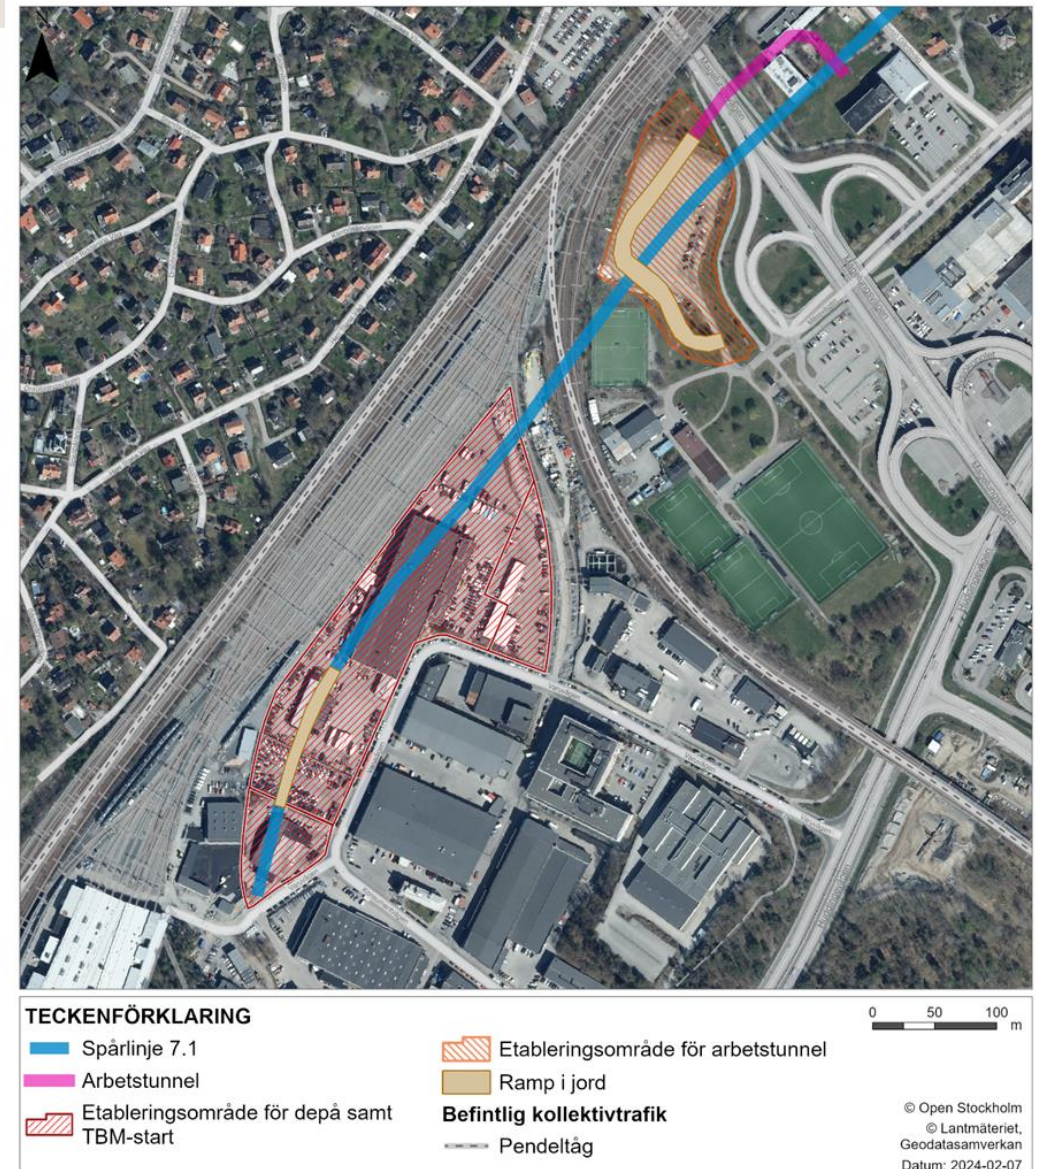 TECKENFÖRKLARING
Spårlinje 7.1
Arbetstunnel
Etableringsområde för depå samt
TBM-start
Etableringsområde för arbetstunnel
Ramp i jord
Befintlig kollektivtrafik
Pendeltåg
0 50 100
m
© Open Stockholm
© Lantmäteriet,
Geodatasamverkan
Datum: 2024-02-07